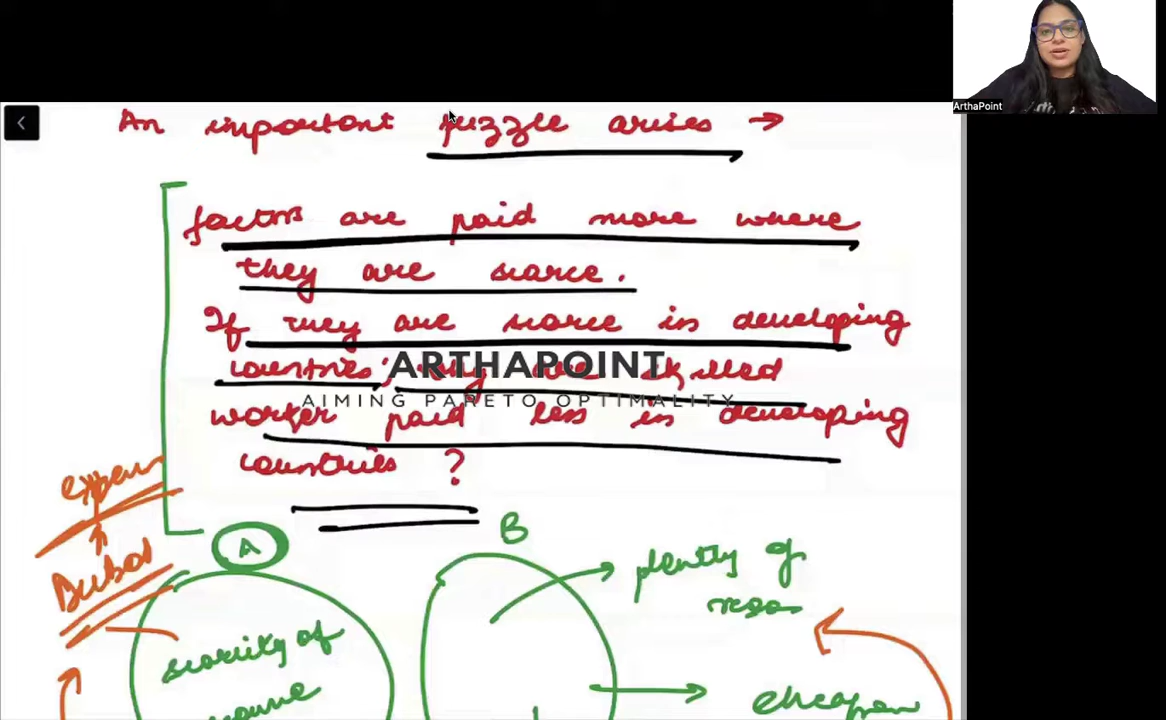 ArthaPoint
An important puzzle arises →
factors are paid more where
they are scarce.
If they are scarce in developing
countries; why are skilled
ARTHAPOINT
AIMING PARETO OPTIMALITY
worker paid less in developing
countries ?
A
B
Dubai
scarcity of
plenty of